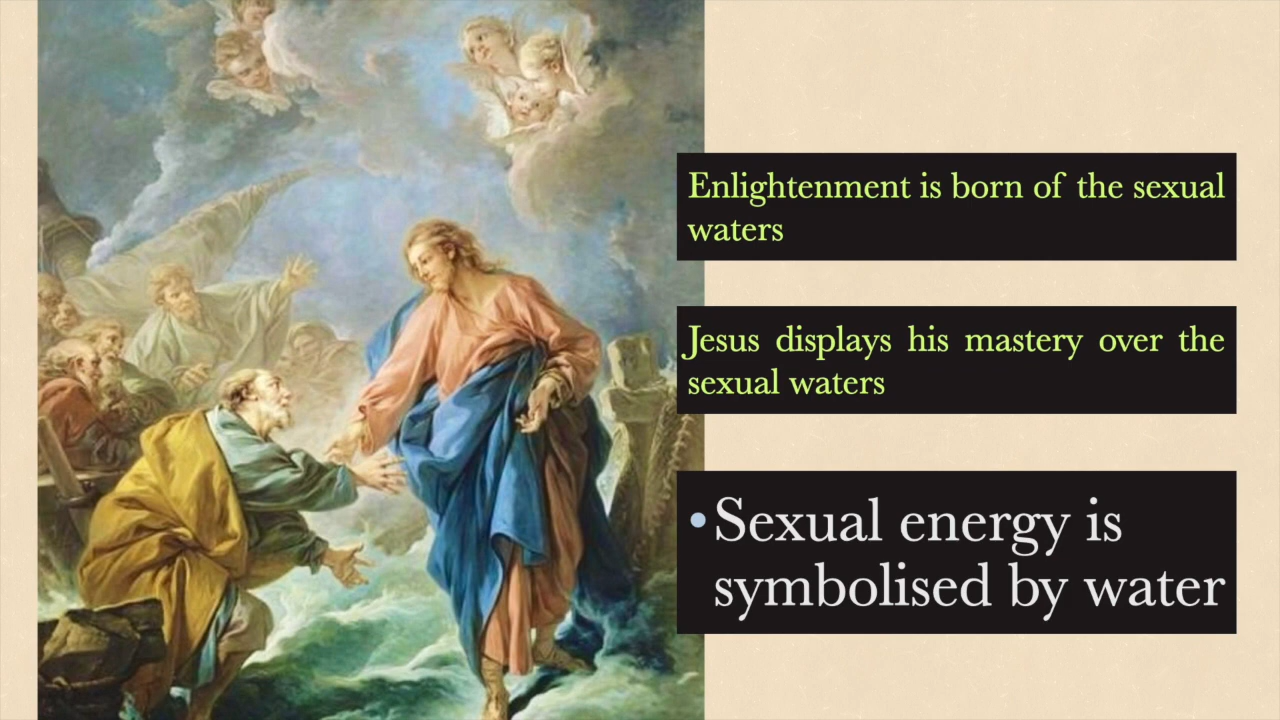 Enlightenment is born of the sexual
waters
Jesus displays his mastery over the
sexual waters
•Sexual energy is
symbolised by water